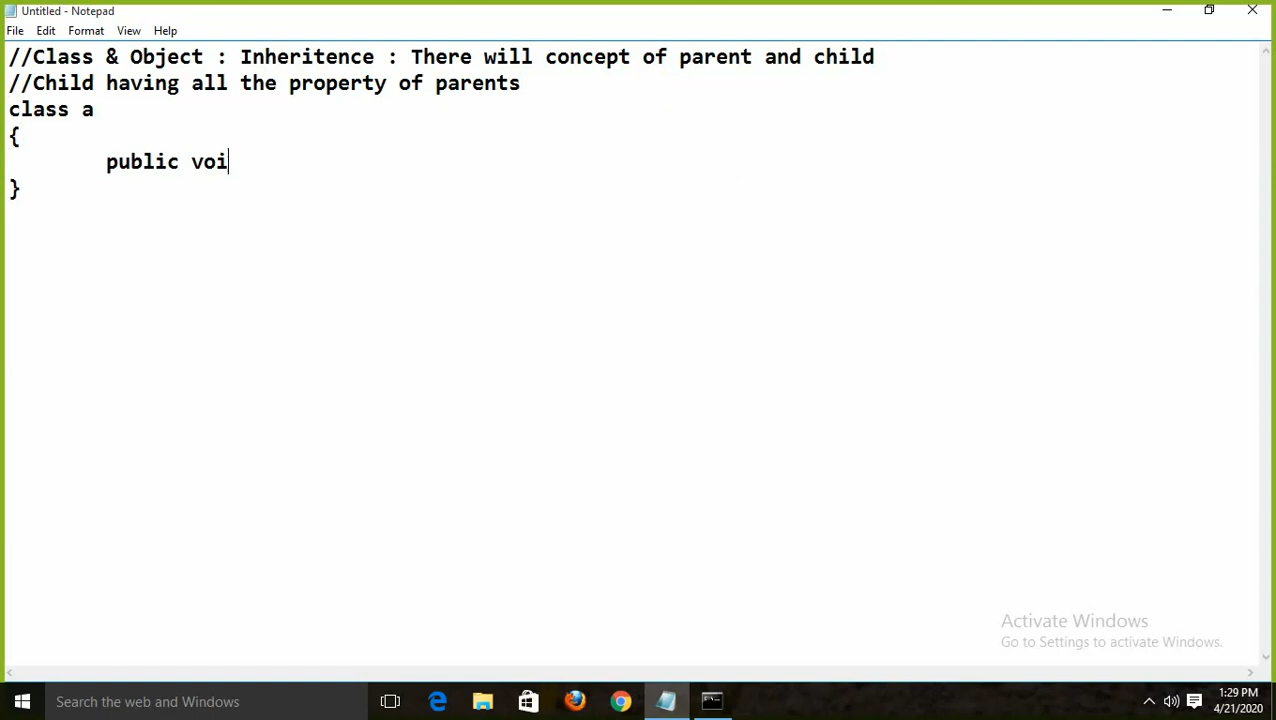 Untitled - Notepad
File Edit Format View Help
//Class & Object : Inheritence : There will concept of parent and child
//Child having all the property of parents
class a
{
public voi
}
Activate Windows
Go to Settings to activate Windows.
Search the web and Windows
1:29 PM
4/21/2020